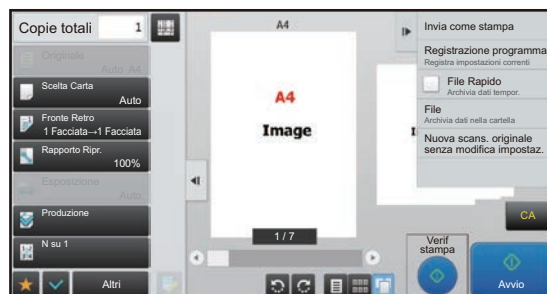 Copie totali 1
Originale
Auto A4
Scelta Carta
Auto
Fronte Retro
1 Facciata→1 Facciata
Rapporto Ripr.
100%
Esposizione
Auto
Produzione
N su 1
Altri
A4
A4
Image
1 / 7
Invia come stampa
Registrazione programma
Registra impostazioni correnti
File Rapido
Archivia dati tempor.
File
Archivia dati nella cartella
Nuova scans. originale
senza modifica impostaz.
CA
Verif
stampa
Avvio